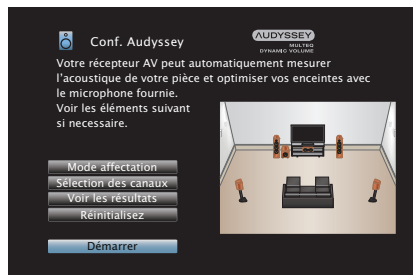 Conf. Audyssey
AUDYSSEY
MULTEQ
DYNAMIC VOLUME
Votre récepteur AV peut automatiquement mesurer
l'acoustique de votre pièce et optimiser vos enceintes avec
le microphone fournie.
Voir les éléments suivant
si necessaire.
Mode affectation
Sélection des canaux
Voir les résultats
Réinitialisez
Démarrer